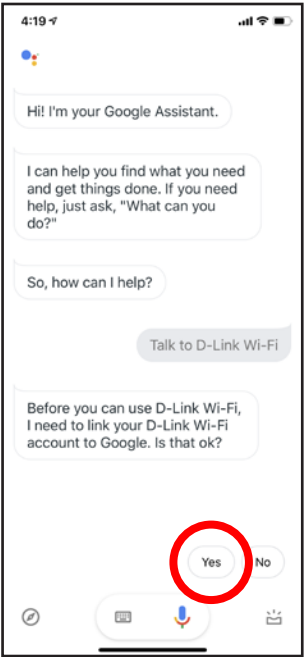 4:19
Hi! I'm your Google Assistant.
I can help you find what you need
and get things done. If you need
help, just ask, "What can you
do?"
So, how can I help?
Talk to D-Link Wi-Fi
Before you can use D-Link Wi-Fi,
I need to link your D-Link Wi-Fi
account to Google. Is that ok?
Yes No